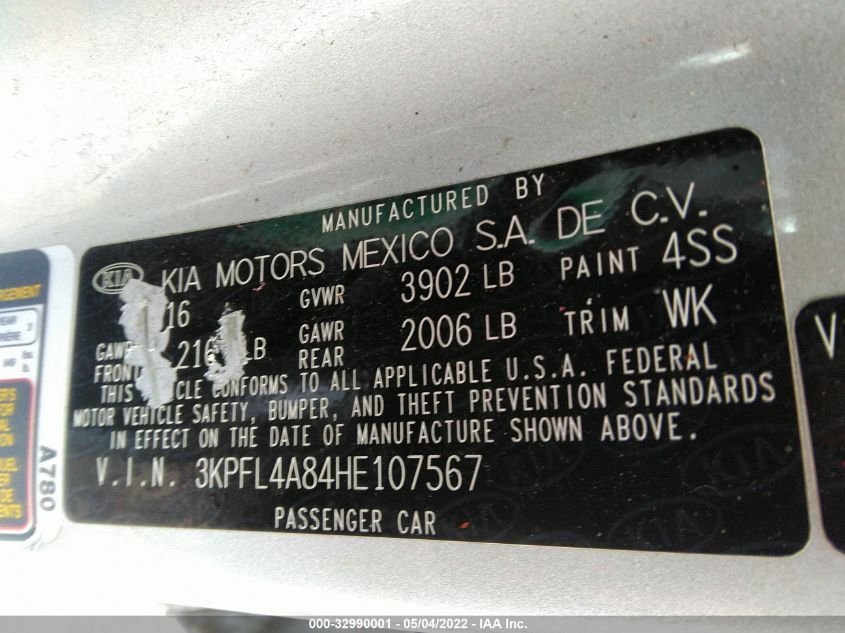 MANUFACTURED BY
KIA KIA MOTORS MEXICO S.A. DE C.V.
16 GVWR 3902 LB PAINT 4SS
GAWR FRONT LB GAWR REAR 2006 LB TRIM WK
THIS CONFORMS TO ALL APPLICABLE U.S.A. FEDERAL
MOTOR VEHICLE SAFETY, BUMPER, AND THEFT PREVENTION STANDARDS
IN EFFECT ON THE DATE OF MANUFACTURE SHOWN ABOVE.
V.I.N. 3KPFL4A84HE107567
PASSENGER CAR
A780
V
000-32990001 - 05/04/2022 - IAA Inc.